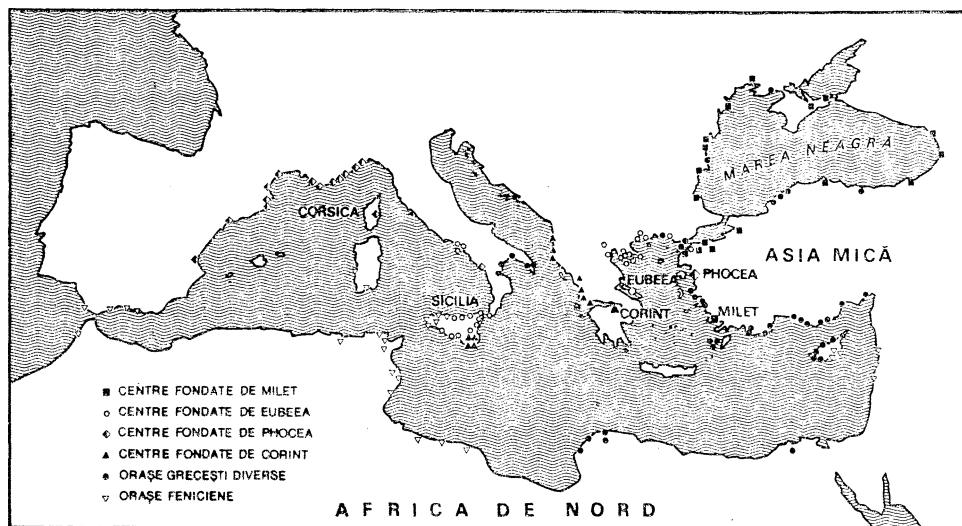 MAREA NEAGRĂ
CORSICA
ASIA MICĂ
PHOCEA
EUBEEA
SICILIA
CORINT
MILET
CENTRE FONDATE DE MILET
CENTRE FONDATE DE EUBEEA
CENTRE FONDATE DE PHOCEA
CENTRE FONDATE DE CORINT
ORAȘE GRECEȘTI DIVERSE
ORAȘE FENICIENE
AFRICA DE NORD